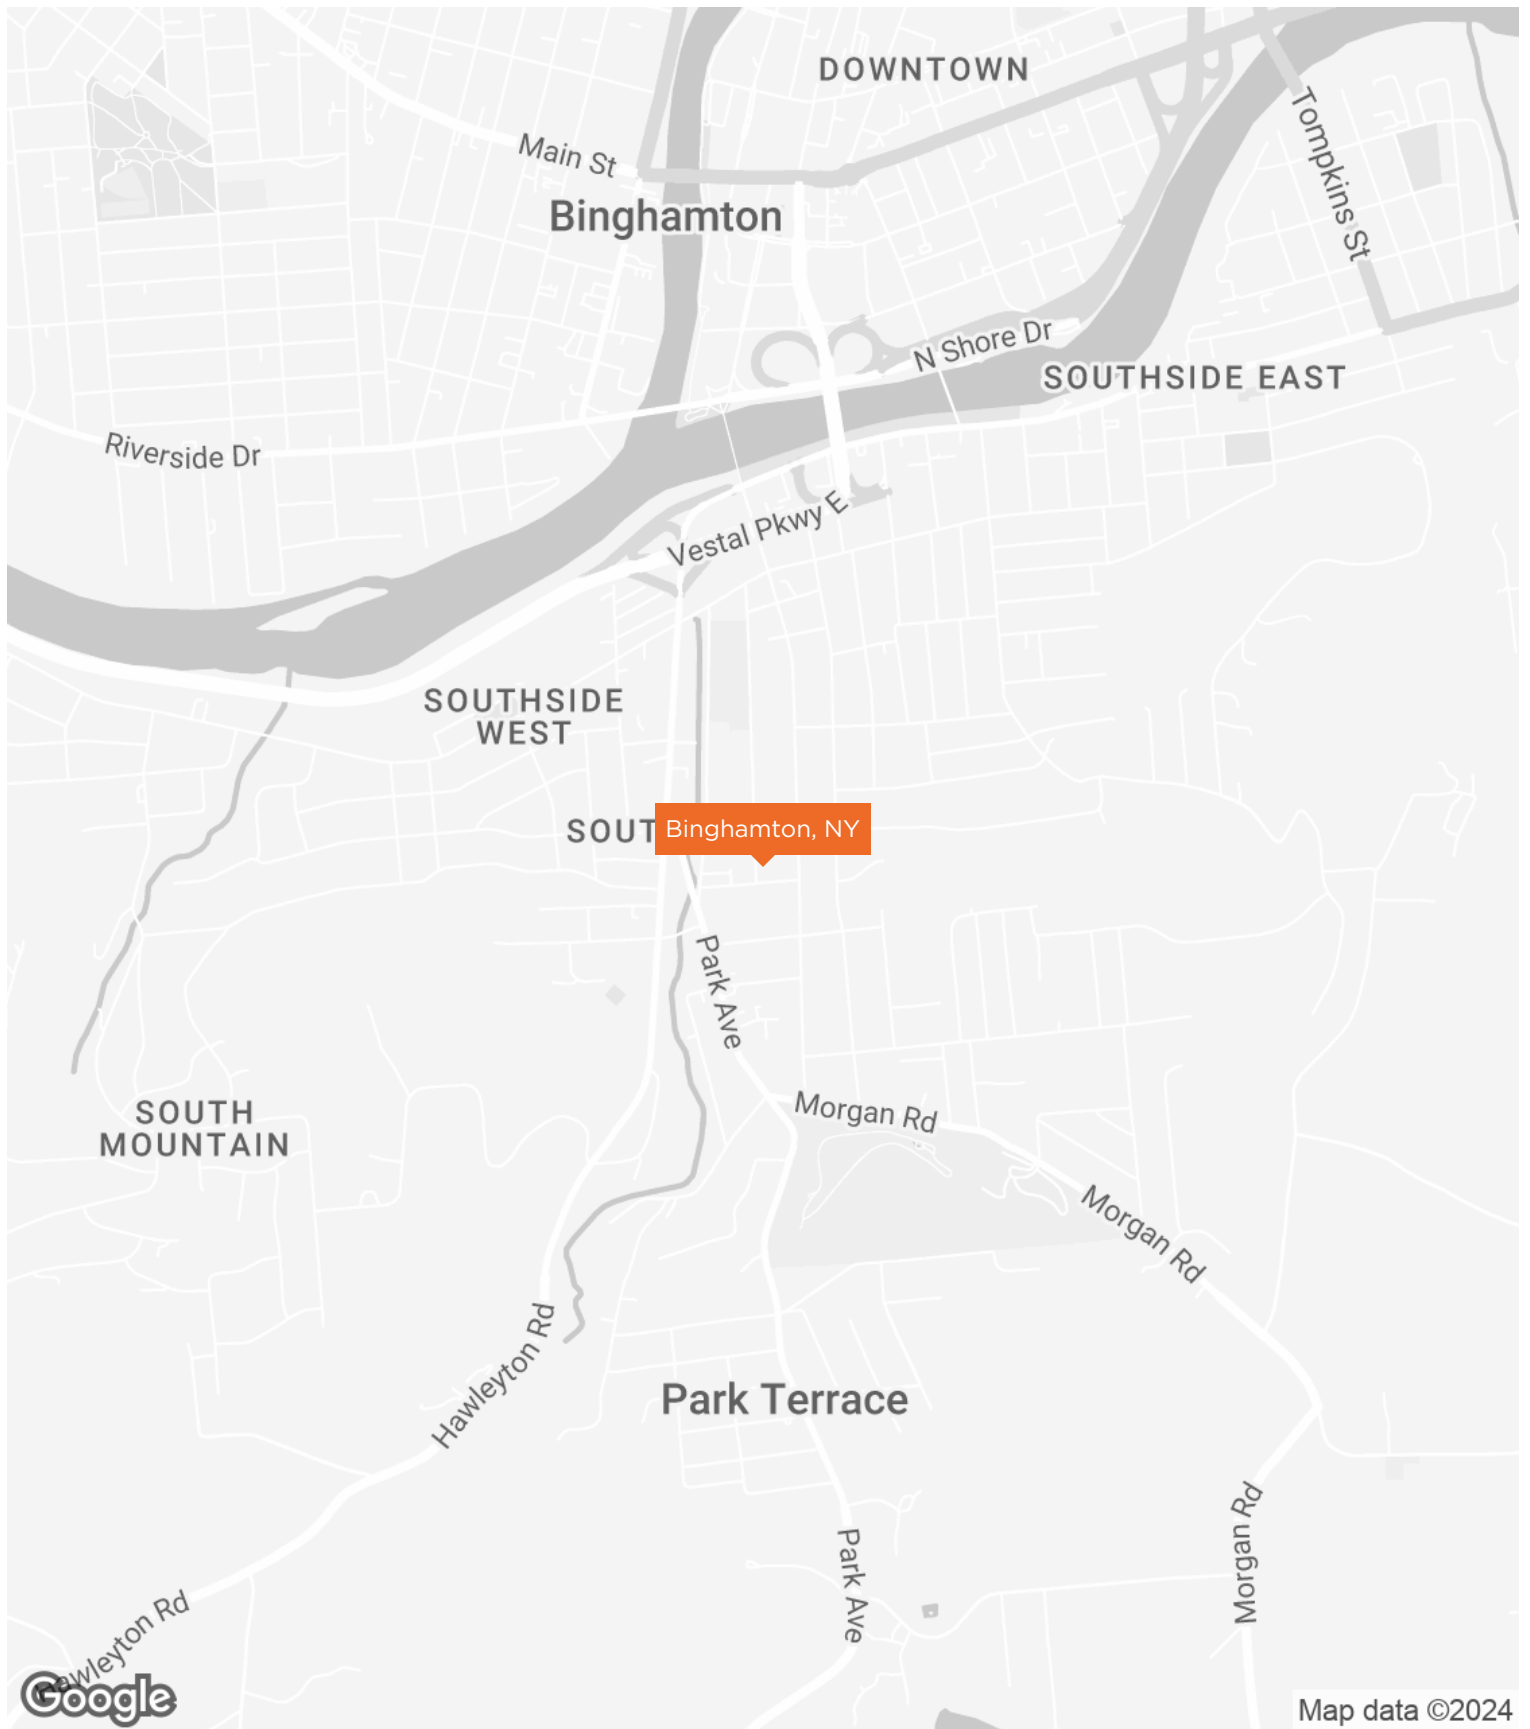 DOWNTOWN
Tompkins St
Main St
Binghamton
N Shore Dr
SOUTHSIDE EAST
Riverside Dr
Vestal Pkwy E
SOUTHSIDE
WEST
SOUT
Binghamton, NY
Park Ave
Morgan Rd
SOUTH
MOUNTAIN
Morgan Rd
Hawleyton Rd
Park Terrace
Morgan Rd
Park Ave
Hawleyton Rd
Google
Map data ©2024